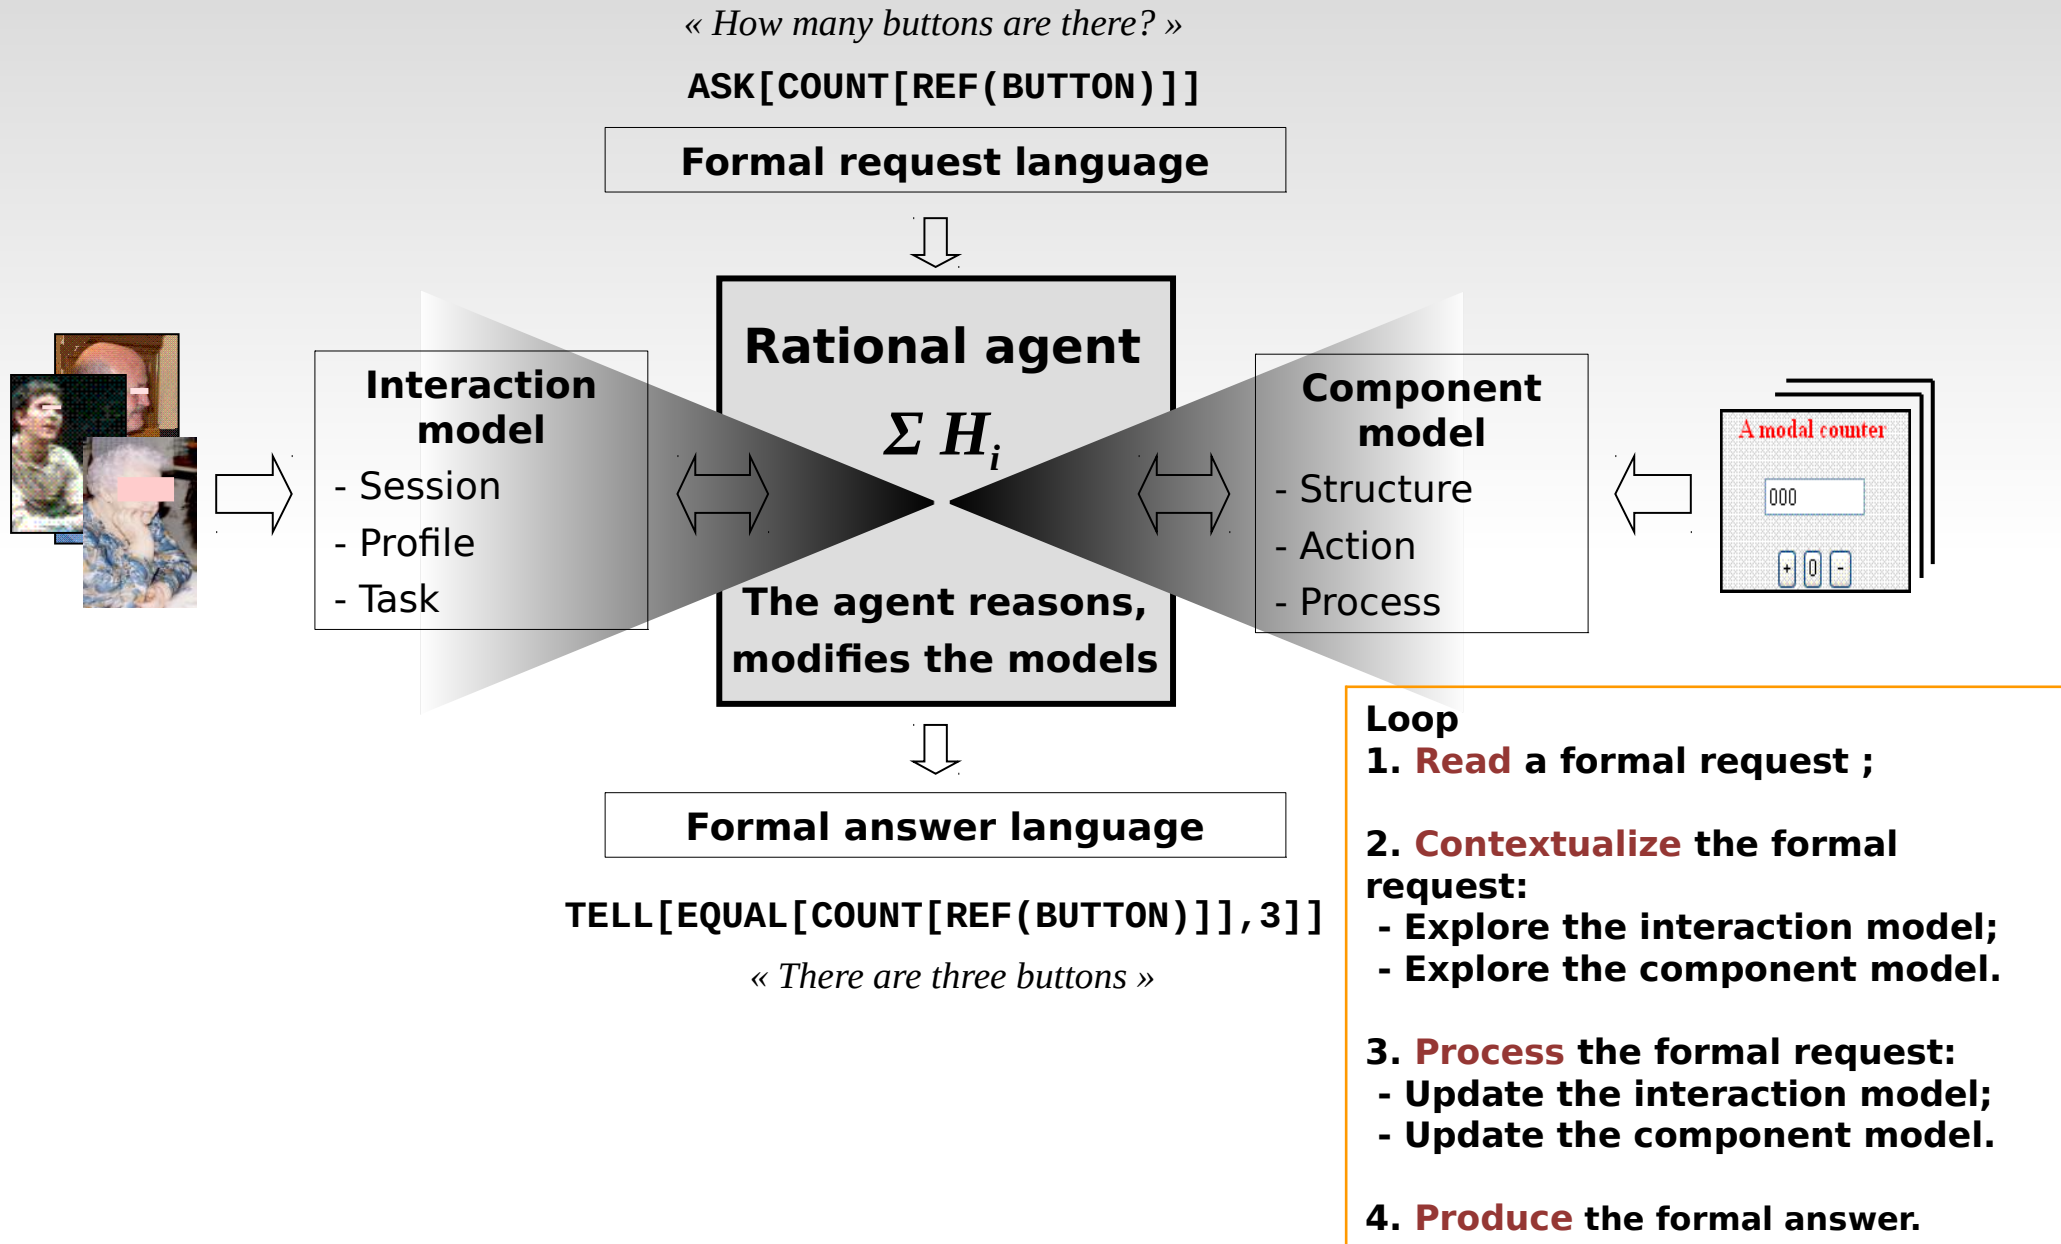 « How many buttons are there? »
ASK[COUNT[REF(BUTTON)]]
Formal request language
Rational agent
Σ Hi
The agent reasons,
modifies the models
Interaction
model
- Session
- Profile
- Task
Component
model
- Structure
- Action
- Process
A modal counter
000
+ 0 -
Formal answer language
TELL[EQUAL[COUNT[REF(BUTTON)]],3]]
« There are three buttons »
Loop
1. Read a formal request ;
2. Contextualize the formal
request:
- Explore the interaction model;
- Explore the component model.
3. Process the formal request:
- Update the interaction model;
- Update the component model.
4. Produce the formal answer.